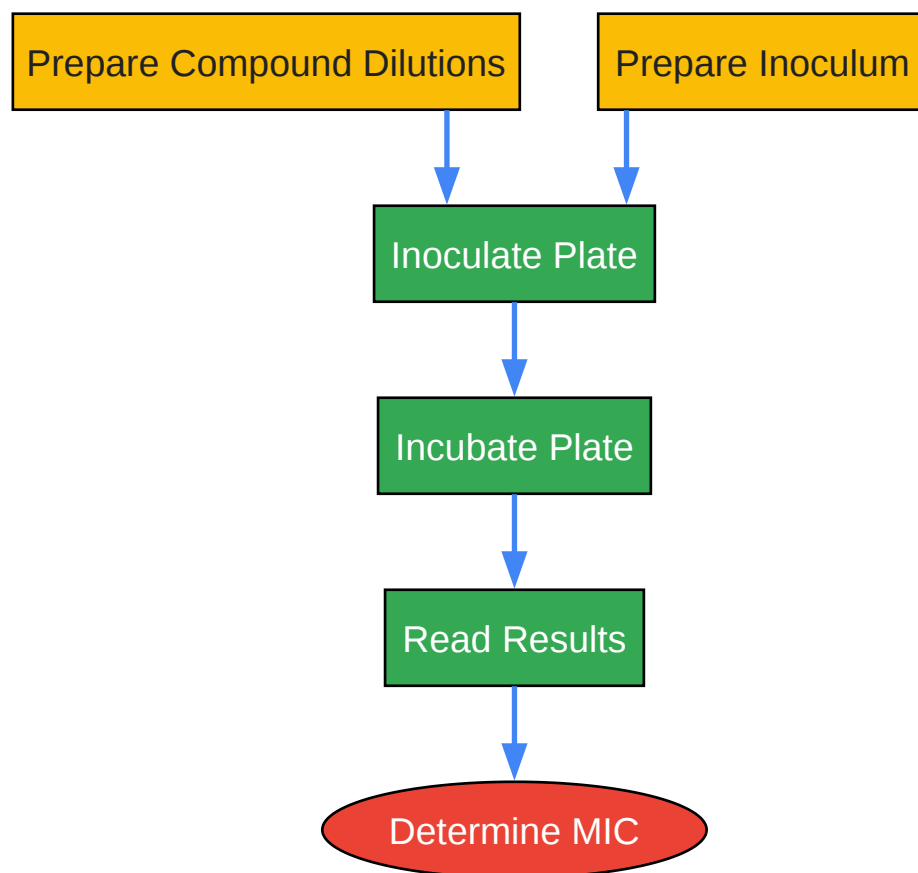 Prepare Compound Dilutions
Prepare Inoculum
Inoculate Plate
Incubate Plate
Read Results
Determine MIC